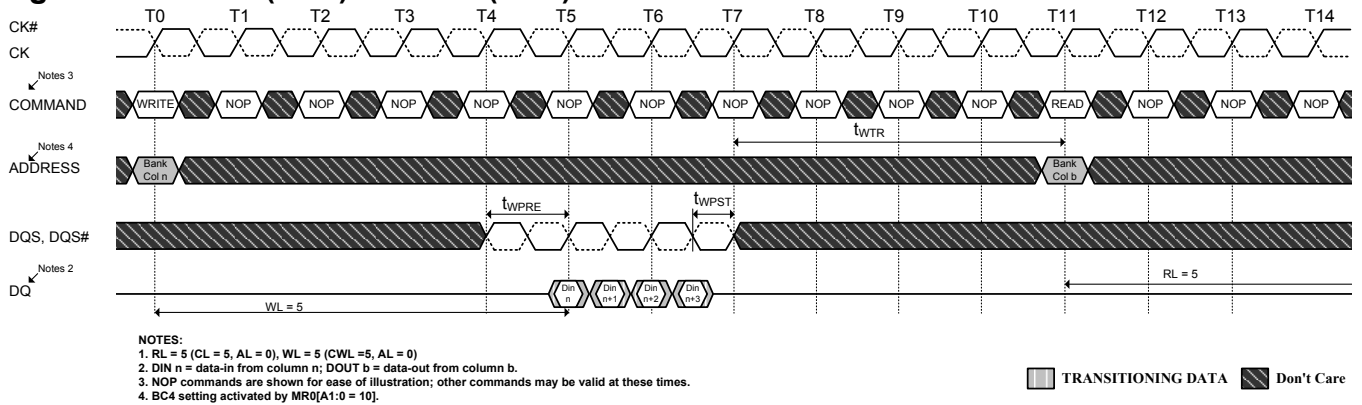 T0 T1 T2 T3 T4 T5 T6 T7 T8 T9 T10 T11 T12 T13 T14
CK#
CK
Notes 3
COMMAND WRITE NOP NOP NOP NOP NOP NOP NOP NOP NOP NOP READ NOP NOP NOP
tWTR
Notes 4
ADDRESS
Bank
Col n
Bank
Col b
tWPRE tWPST
DQS, DQS#
Notes 2
DQ
Din
n
Din
n+1
Din
n+2
Din
n+3
RL = 5
WL = 5
NOTES:
1. RL = 5 (CL = 5, AL = 0), WL = 5 (CWL =5, AL = 0)
2. DIN n = data-in from column n; DOUT b = data-out from column b.
3. NOP commands are shown for ease of illustration; other commands may be valid at these times.
4. BC4 setting activated by MR0[A1:0 = 10].
TRANSITIONING DATA Don't Care